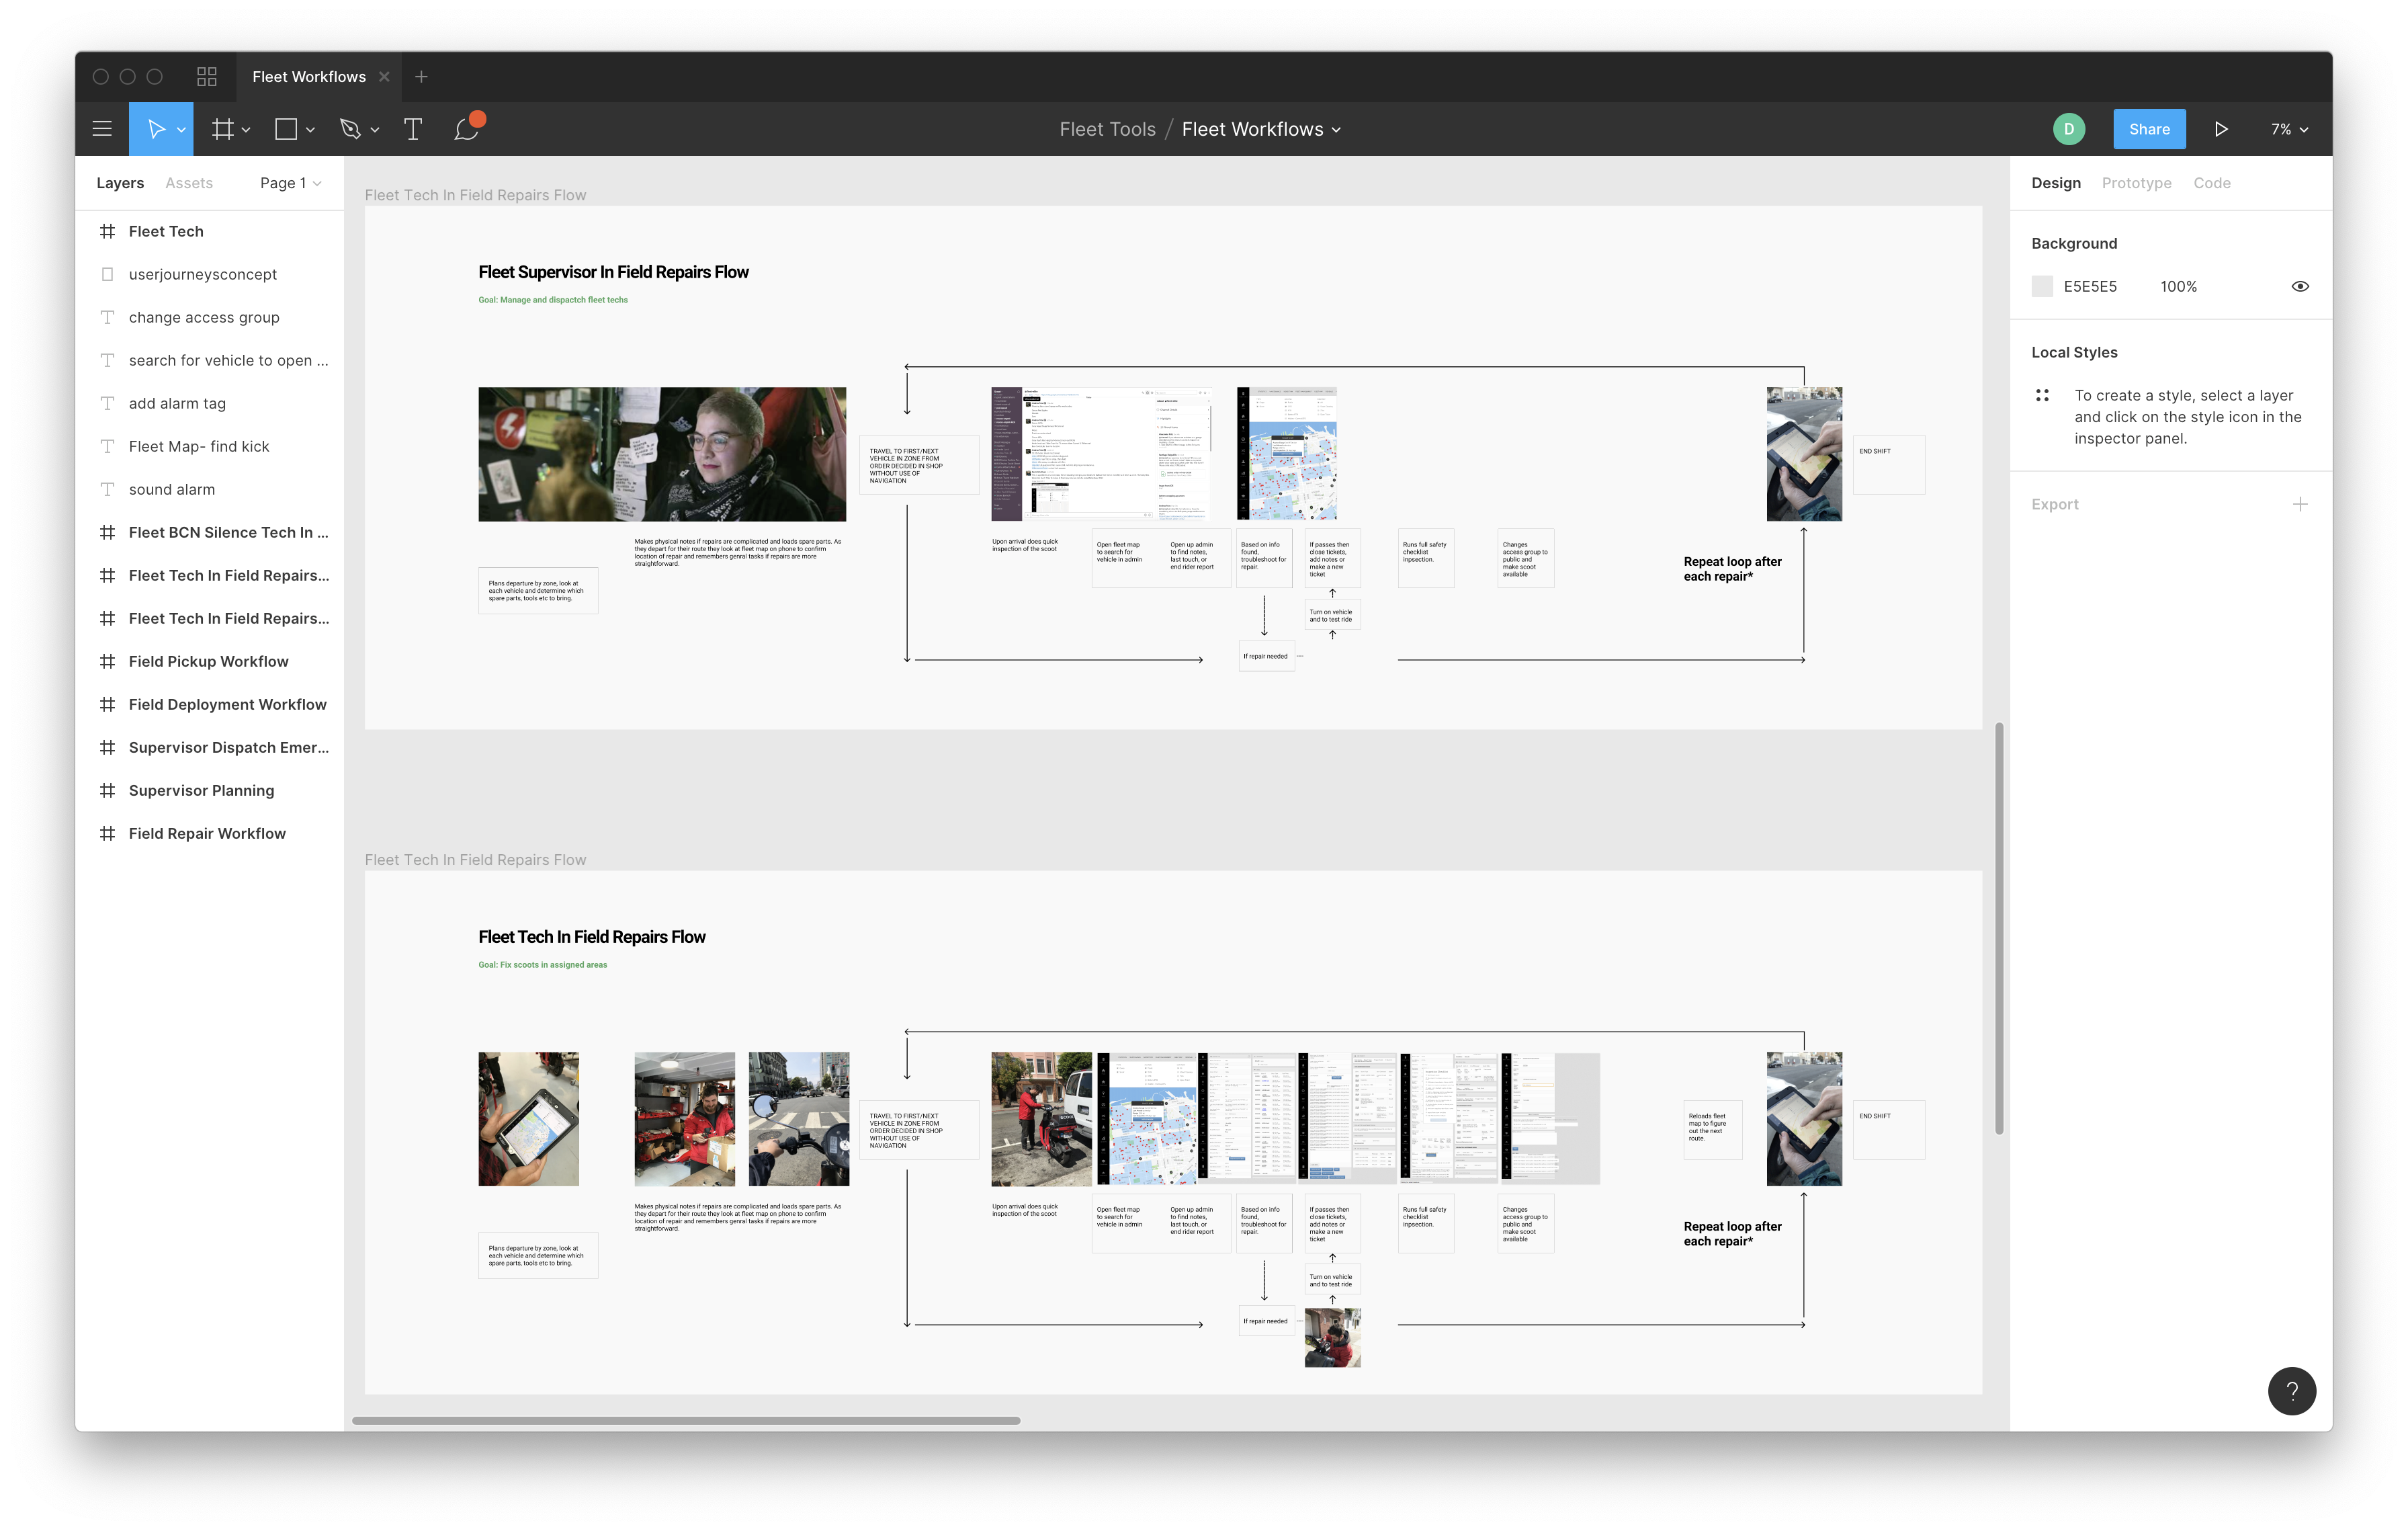 Fleet Workflows
Fleet Tools / Fleet Workflows
D
Share
7%
Layers
Assets
Page 1
Fleet Tech
userjourneysconcept
change access group
search for vehicle to open ...
add alarm tag
Fleet Map- find kick
sound alarm
Fleet BCN Silence Tech In ...
Fleet Tech In Field Repairs...
Fleet Tech In Field Repairs...
Field Pickup Workflow
Field Deployment Workflow
Supervisor Dispatch Emer...
Supervisor Planning
Field Repair Workflow
Fleet Tech In Field Repairs Flow
Fleet Supervisor In Field Repairs Flow
Goal: Manage and dispactch fleet techs
Plans departure by zone, look at
each vehicle and determine which
spare parts, tools etc to bring.
Makes physical notes if repairs are complicated and loads spare parts. As
they depart for their route they look at fleet map on phone to confirm
location of repair and remembers genral tasks if repairs are more
straightforward.
TRAVEL TO FIRST/NEXT
VEHICLE IN ZONE FROM
ORDER DECIDED IN SHOP
WITHOUT USE OF
NAVIGATION
Upon arrival does quick
inspection of the scoot
Open fleet map
to search for
vehicle in admin
Open up admin
to find notes,
last touch, or
end rider report
Based on info
found,
troubleshoot for
repair.
If passes then
close tickets,
add notes or
make a new
ticket
Turn on vehicle
and to test ride
If repair needed
Runs full safety
checklist
inpsection.
Changes
access group to
public and
make scoot
available
Repeat loop after
each repair*
END SHIFT
Fleet Tech In Field Repairs Flow
Fleet Tech In Field Repairs Flow
Goal: Fix scoots in assigned areas
Plans departure by zone, look at
each vehicle and determine which
spare parts, tools etc to bring.
Makes physical notes if repairs are complicated and loads spare parts. As
they depart for their route they look at fleet map on phone to confirm
location of repair and remembers genral tasks if repairs are more
straightforward.
TRAVEL TO FIRST/NEXT
VEHICLE IN ZONE FROM
ORDER DECIDED IN SHOP
WITHOUT USE OF
NAVIGATION
Upon arrival does quick
inspection of the scoot
Open fleet map
to search for
vehicle in admin
Open up admin
to find notes,
last touch, or
end rider report
Based on info
found,
troubleshoot for
repair.
If passes then
close tickets,
add notes or
make a new
ticket
Turn on vehicle
and to test ride
If repair needed
Runs full safety
checklist
inpsection.
Changes
access group to
public and
make scoot
available
Reloads fleet
map to figure
out the next
route.
Repeat loop after
each repair*
END SHIFT
Design
Prototype
Code
Background
E5E5E5
100%
Local Styles
To create a style, select a layer
and click on the style icon in the
inspector panel.
Export
?